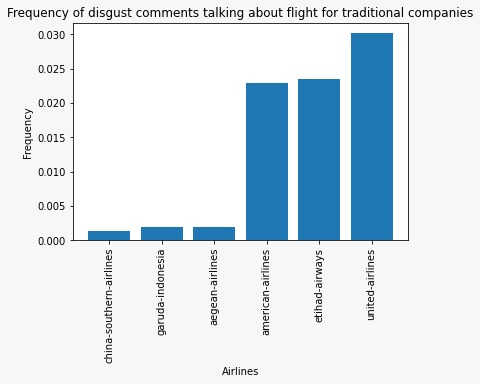 Frequency of disgust comments talking about flight for traditional companies
0.030
0.025
0.020
0.015
0.010
0.005
0.000
Frequency
china-southern-airlines
garuda-indonesia
aegean-airlines
american-airlines
etihad-airways
united-airlines
Airlines